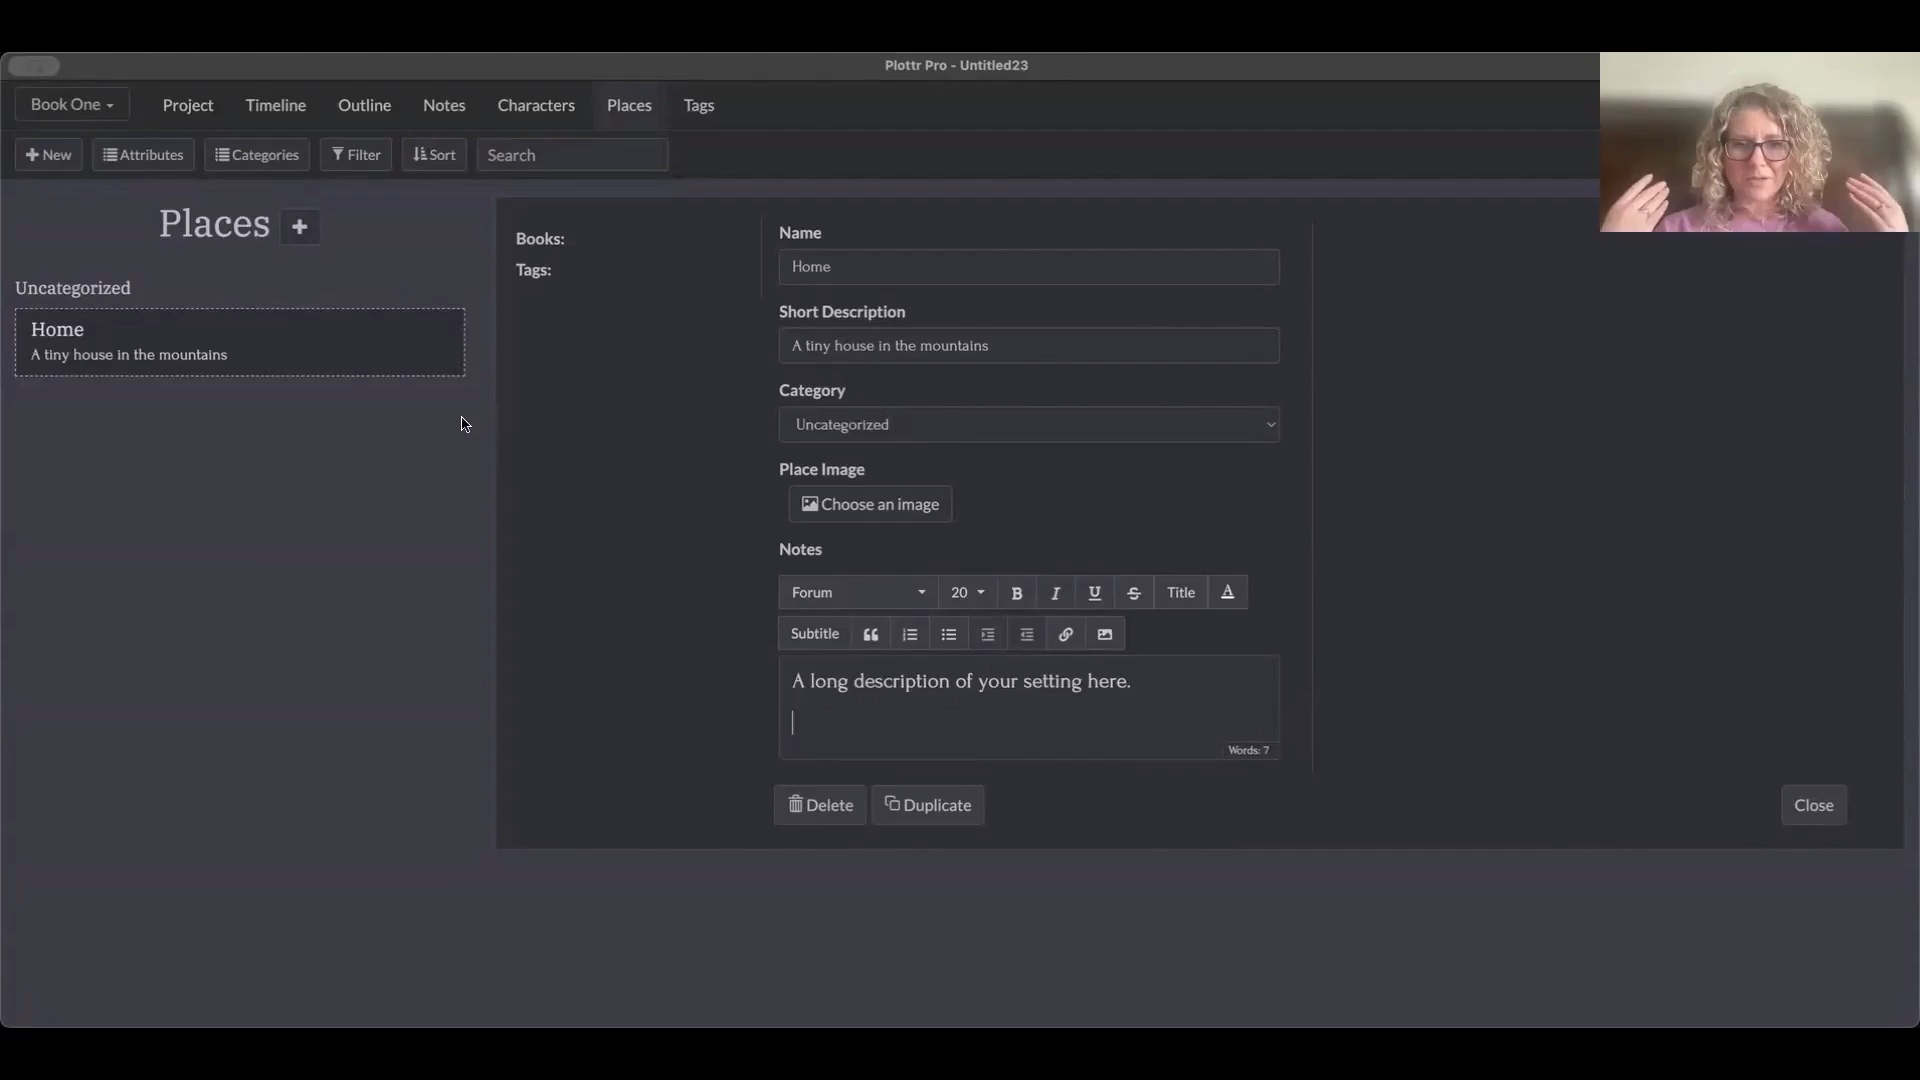 Plottr Pro - Untitled23
Book One
Project
Timeline
Outline
Notes
Characters
Places
Tags
New
Attributes
Categories
Filter
Sort
Search
Places
Uncategorized
Home
A tiny house in the mountains
Books:
Tags:
Name
Home
Short Description
A tiny house in the mountains
Category
Uncategorized
Place Image
Choose an image
Notes
Forum
20
B
I
U
S
Title
A
Subtitle
A long description of your setting here.
Words: 7
Delete
Duplicate
Close